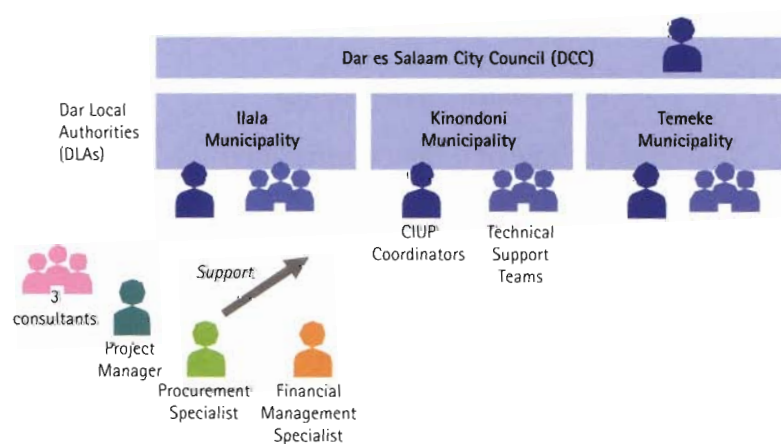 Dar es Salaam City Council (DCC)
Dar Local
Authorities
(DLAs)
Ilala
Municipality
Kinondoni
Municipality
Temeke
Municipality
CIUP
Coordinators
Technical
Support
Teams
Support
3
consultants
Project
Manager
Procurement
Specialist
Financial
Management
Specialist